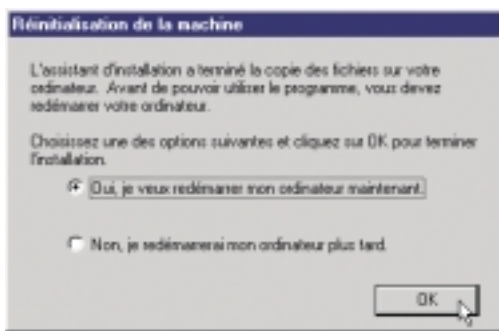 Réinitialisation de la machine
L'assistant d'installation a terminé la copie des fichiers sur votre
ordinateur. Avant de pouvoir utiliser le programme, vous devez
redémarrer votre ordinateur.
Choisissez une des options suivantes et cliquez sur OK pour terminer
l'installation.
Oui, je veux redémarrer mon ordinateur maintenant.
Non, je redémarrerai mon ordinateur plus tard.
OK